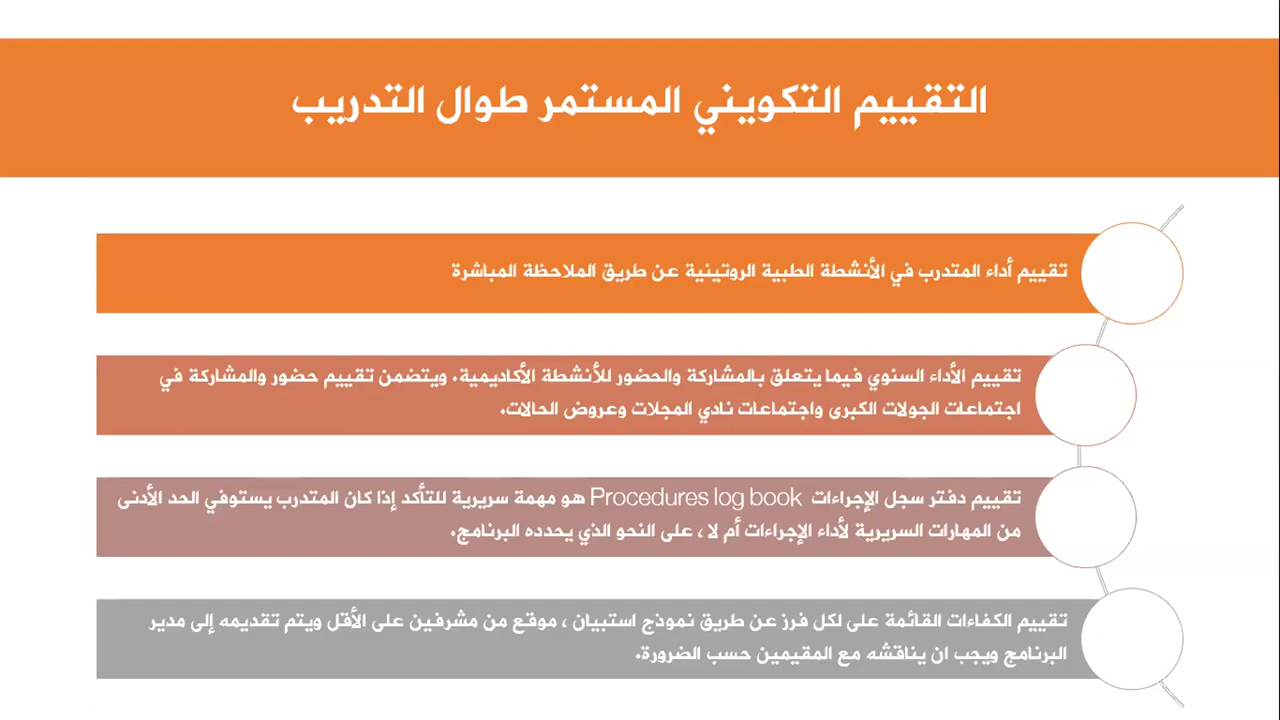 التقييم التكويني المستمر طوال التدريب
تقييم أداء المتدرب في الأنشطة الطبية الروتينية عن طريق الملاحظة المباشرة
تقييم الأداء السنوي فيما يتعلق بالمشاركة والحضور للأنشطة الأكاديمية. ويتضمن تقييم حضور والمشاركة في
اجتماعات الجولات الكبرى واجتماعات نادي المجلات وعروض الحالات.
تقييم دفتر سجل الإجراءات Procedures log book هو مهمة سريرية للتأكد إذا كان المتدرب يستوفي الحد الأدنى
من المهارات السريرية لأداء الإجراءات أم لا ، على النحو الذي يحدده البرنامج.
تقييم الكفاءات القائمة على لكل فرز عن طريق نموذج استبيان ، موقع من مشرفين على الأقل ويتم تقديمه إلى مدير
البرنامج ويجب ان يناقشه مع المقيمين حسب الضرورة.